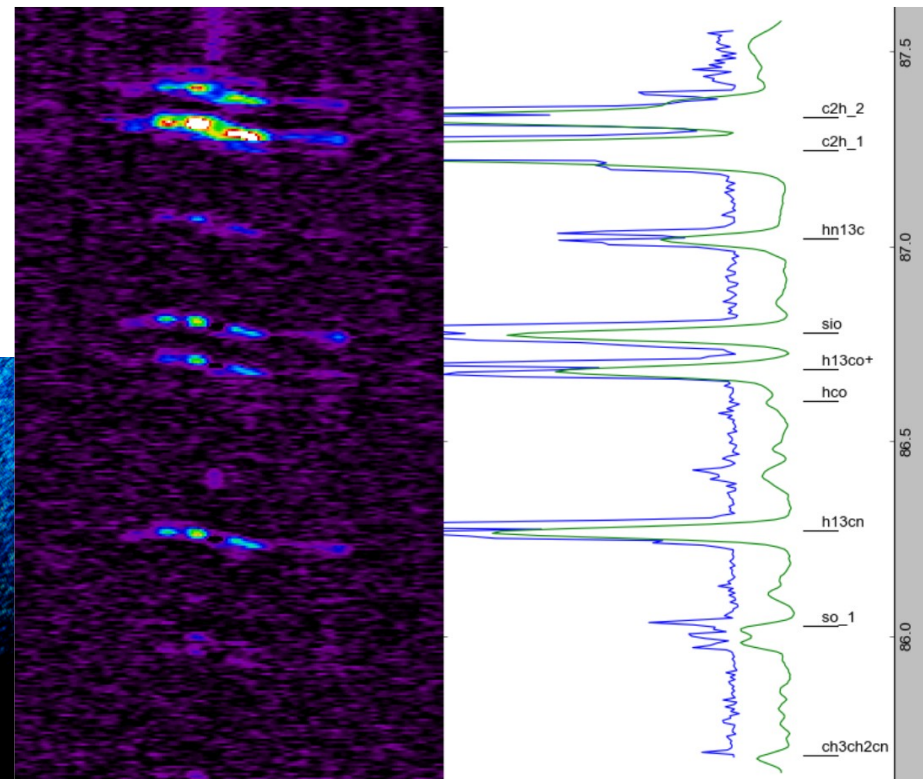 87.5
c2h_2
c2h_1
hn13c
87.0
sio
h13co+
hco
86.5
h13cn
so_1
86.0
ch3ch2cn